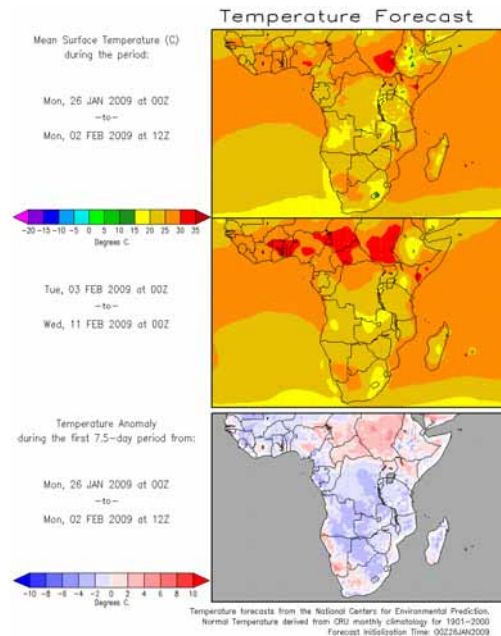 Temperature Forecast
Mean Surface Temperature (C)
during the period:
Mon, 26 JAN 2009 at 00Z
-to-
Mon, 02 FEB 2009 at 12Z
-20 -15 -10 -5 0 5 10 15 20 25 30 35
Degrees C.
Tue, 03 FEB 2009 at 00Z
-to-
Wed, 11 FEB 2009 at 00Z
Temperature Anomaly
during the first 7.5-day period from:
Mon, 26 JAN 2009 at 00Z
-to-
Mon, 02 FEB 2009 at 12Z
-10 -8 -6 -4 -2 0 2 4 6 8 10
Degrees C.
Temperature forecasts from the National Centers for Environmental Prediction.
Normal Temperature derived from CRU monthly climatology for 1901-2000
Forecast Initialization Time: 00Z26JAN2009